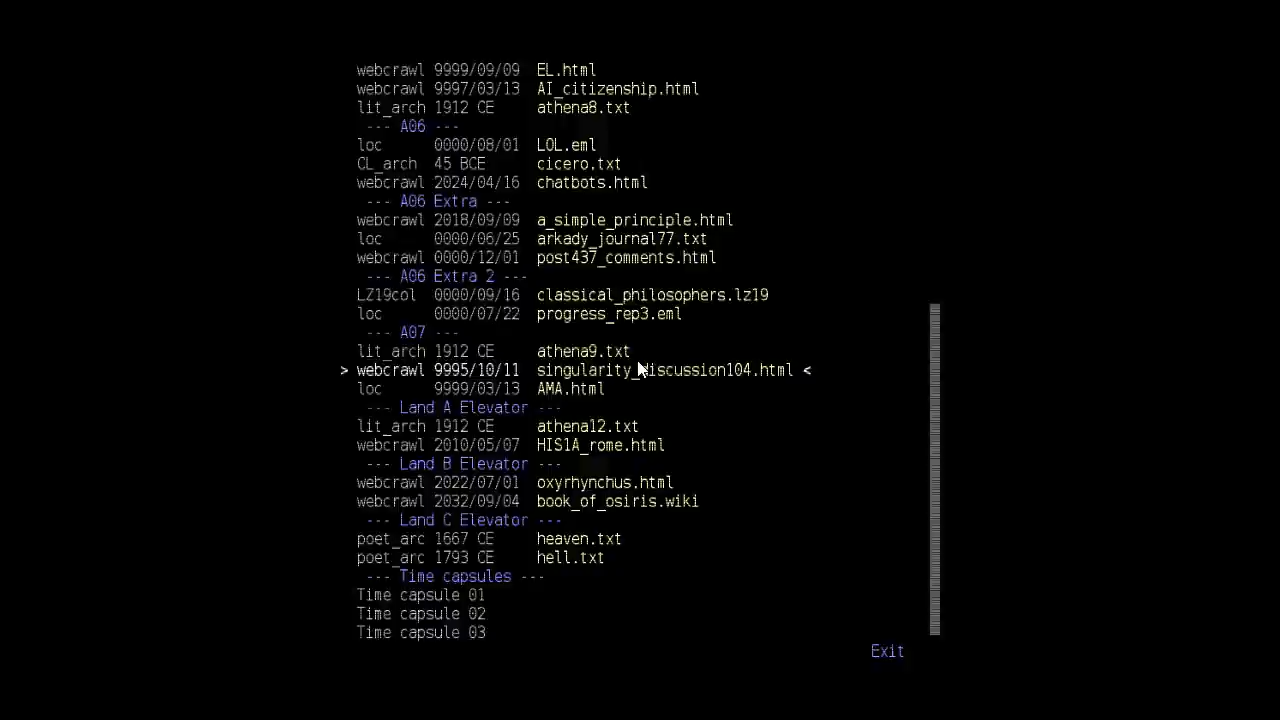 webcrawl 9999/09/09 EL.html
webcrawl 9997/03/13 AI_citizenship.html
lit_arch 1912 CE athena8.txt
--- A06 ---
loc 0000/08/01 LOL.eml
CL_arch 45 BCE cicero.txt
webcrawl 2024/04/16 chatbots.html
--- A06 Extra ---
webcrawl 2018/09/09 a_simple_principle.html
loc 0000/06/25 arkady_journal77.txt
webcrawl 0000/12/01 post437_comments.html
--- A06 Extra 2 ---
LZ19col 0000/09/16 classical_philosophers.lz19
loc 0000/07/22 progress_rep3.eml
--- A07 ---
lit_arch 1912 CE athena9.txt
> webcrawl 9995/10/11 singularity_discussion104.html <
loc 9999/03/13 AMA.html
--- Land A Elevator ---
lit_arch 1912 CE athena12.txt
webcrawl 2010/05/07 HIS1A_rome.html
--- Land B Elevator ---
webcrawl 2022/07/01 oxyrhynchus.html
webcrawl 2032/09/04 book_of_osiris.wiki
--- Land C Elevator ---
poet_arc 1667 CE heaven.txt
poet_arc 1793 CE hell.txt
--- Time capsules ---
Time capsule 01
Time capsule 02
Time capsule 03
Exit